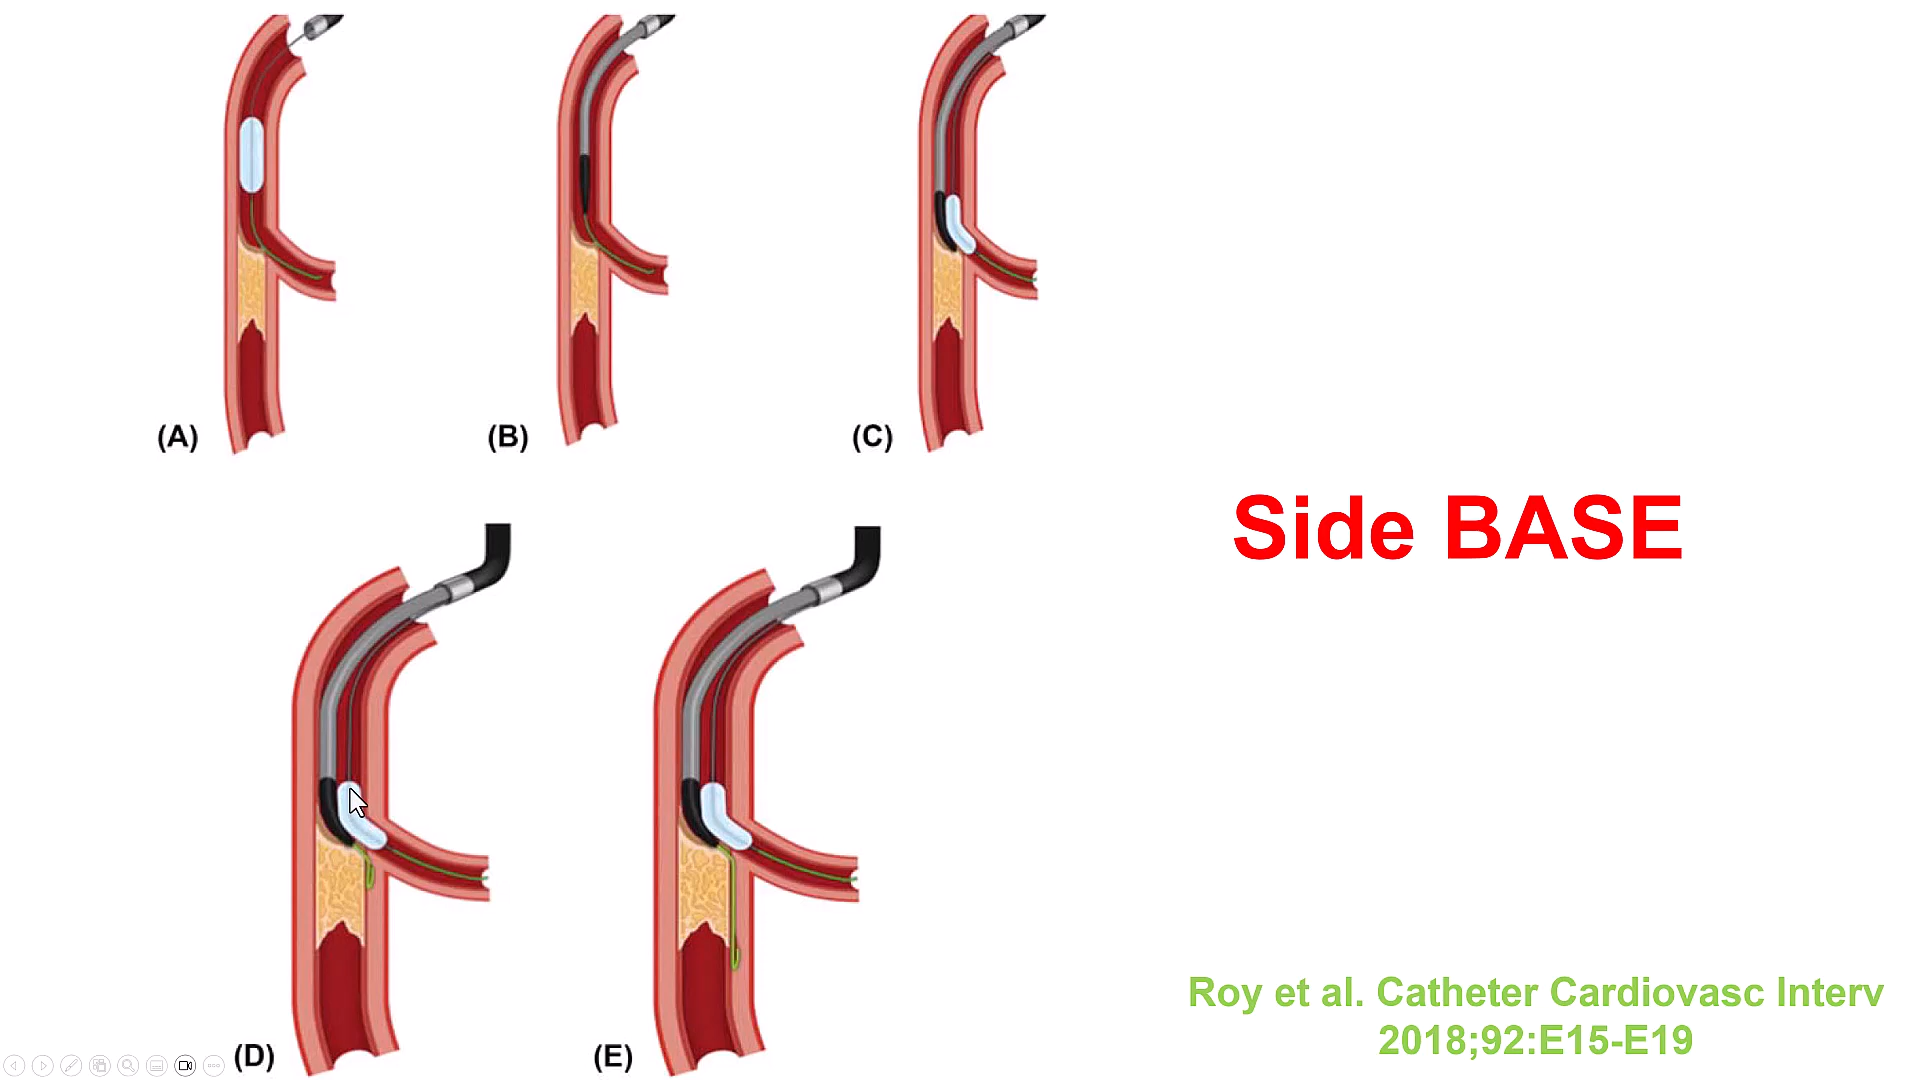 (A)
(B)
(C)
Side BASE
(D)
(E)
Roy et al. Catheter Cardiovasc Interv
2018;92:E15-E19